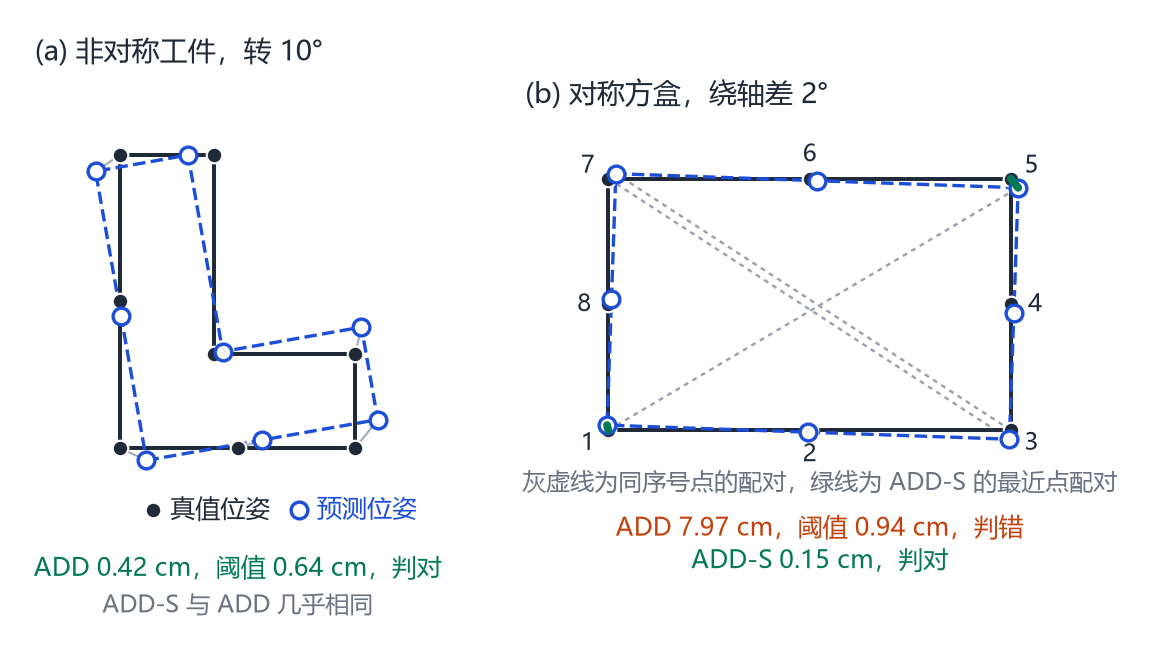 (a) 非对称工件，转 10°
(b) 对称方盒，绕轴差 2°
7
6
5
8
4
1
2
3
真值位姿
预测位姿
ADD 0.42 cm，阈值 0.64 cm，判对
ADD-S 与 ADD 几乎相同
灰虚线为同序号点的配对，绿线为 ADD-S 的最近点配对
ADD 7.97 cm，阈值 0.94 cm，判错
ADD-S 0.15 cm，判对